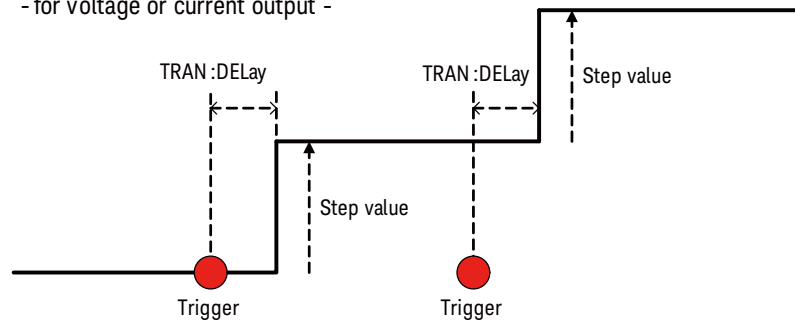 - for voltage or current output -
TRAN :DELay
TRAN :DELay
Step value
Step value
Trigger
Trigger